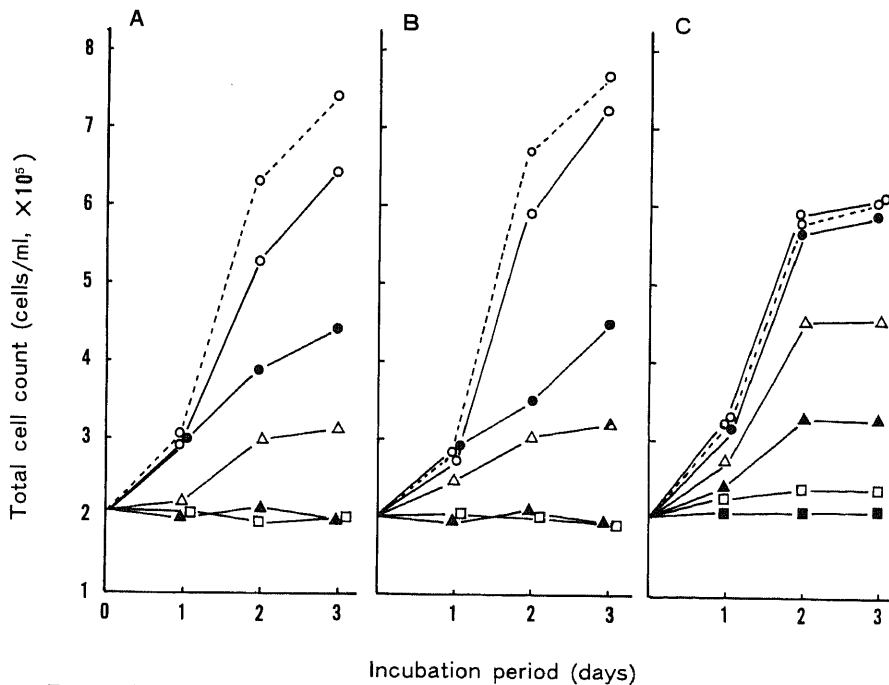 A
B
C
8
7
6
5
4
3
2
1
Total cell count (cells/ml, ×10⁵)
0 1 2 3
1 2 3
1 2 3
Incubation period (days)